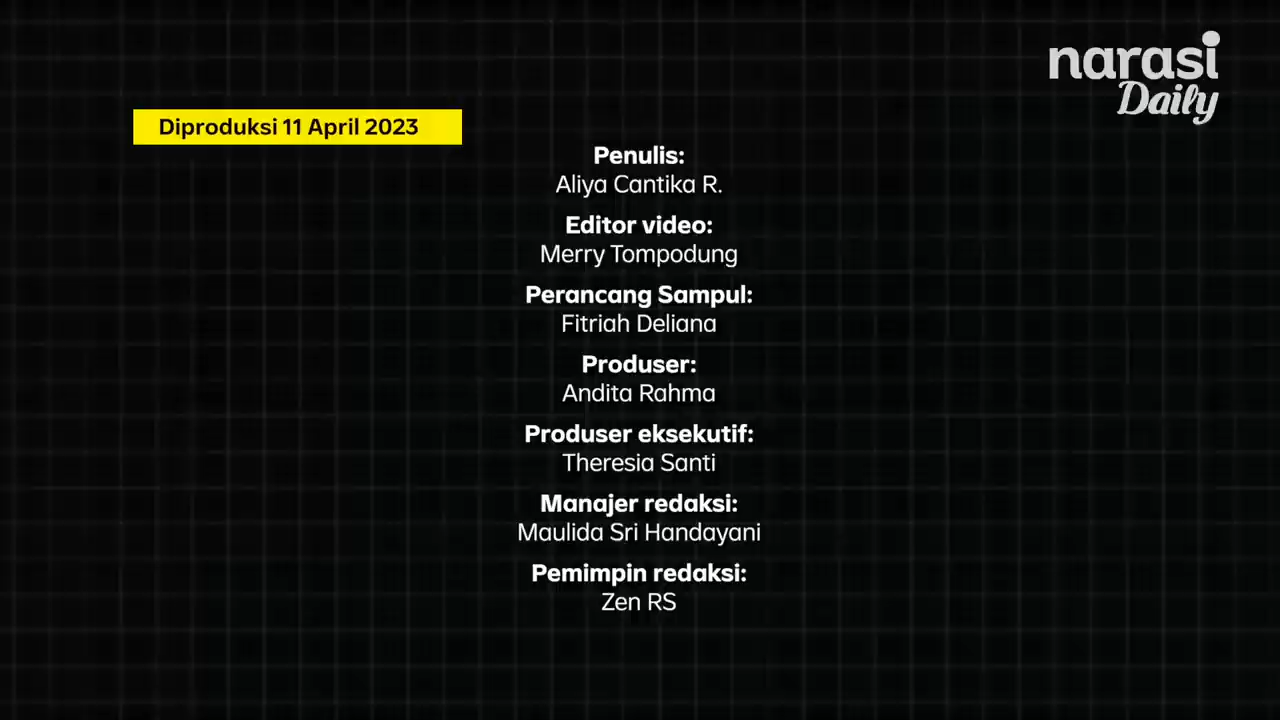 narasi
Daily
Diproduksi 11 April 2023
Penulis:
Aliya Cantika R.
Editor video:
Merry Tompodung
Perancang Sampul:
Fitriah Deliana
Produser:
Andita Rahma
Produser eksekutif:
Theresia Santi
Manajer redaksi:
Maulida Sri Handayani
Pemimpin redaksi:
Zen RS